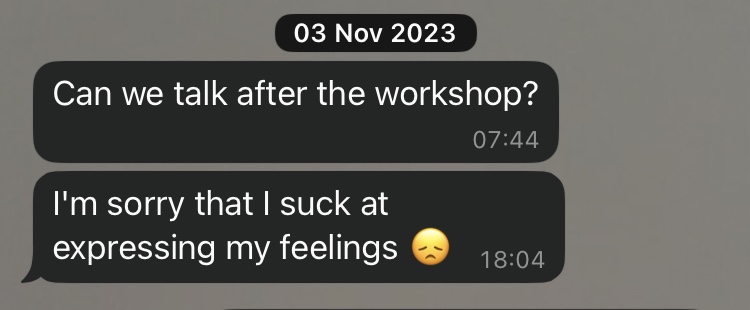 03 Nov 2023
Can we talk after the workshop?
07:44
I'm sorry that I suck at
expressing my feelings 😞
18:04